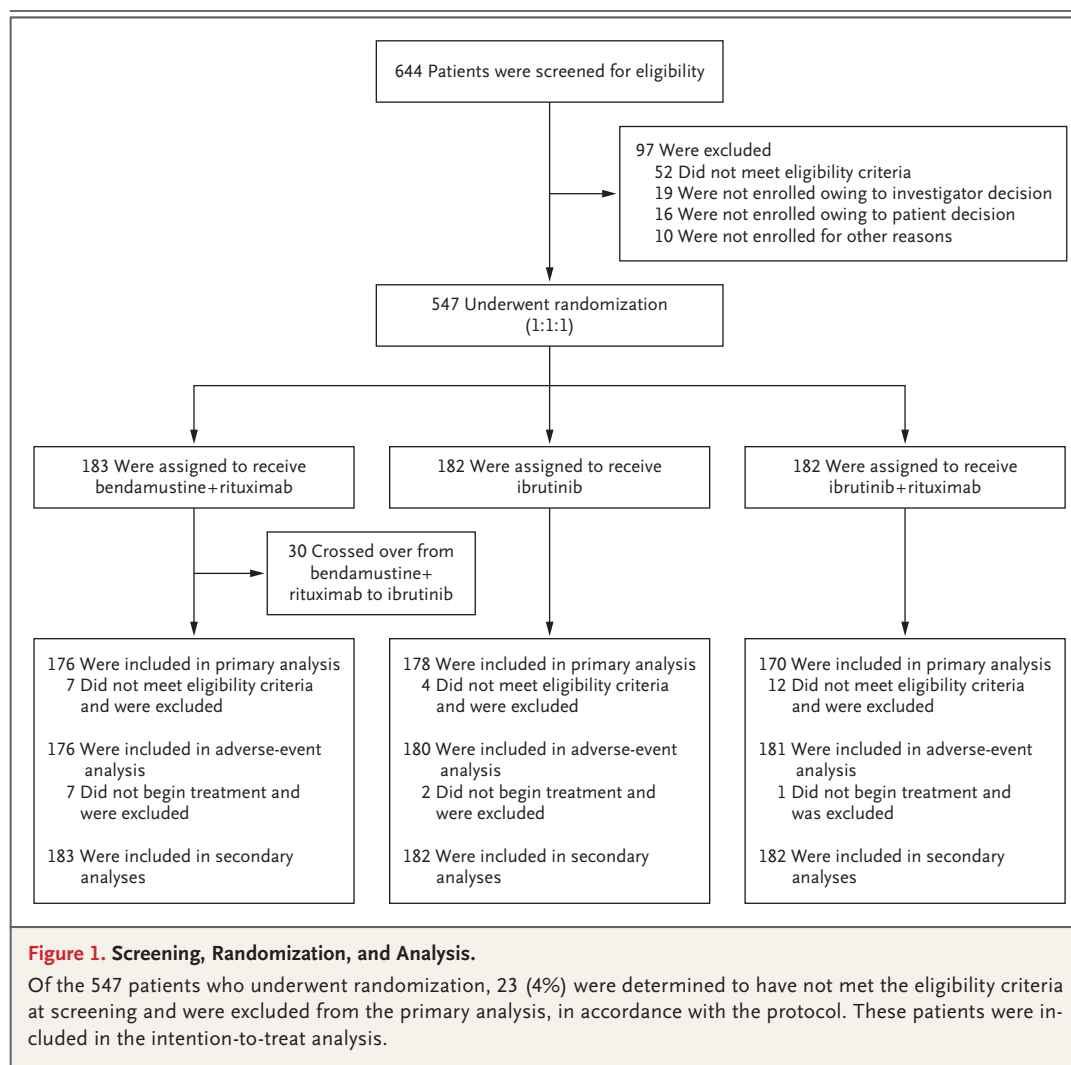 644 Patients were screened for eligibility
97 Were excluded
52 Did not meet eligibility criteria
19 Were not enrolled owing to investigator decision
16 Were not enrolled owing to patient decision
10 Were not enrolled for other reasons
547 Underwent randomization
(1:1:1)
183 Were assigned to receive
bendamustine+rituximab
182 Were assigned to receive
ibrutinib
182 Were assigned to receive
ibrutinib+rituximab
30 Crossed over from
bendamustine+
rituximab to ibrutinib
176 Were included in primary analysis
7 Did not meet eligibility criteria
and were excluded
176 Were included in adverse-event
analysis
7 Did not begin treatment and
were excluded
183 Were included in secondary
analyses
178 Were included in primary analysis
4 Did not meet eligibility criteria
and were excluded
180 Were included in adverse-event
analysis
2 Did not begin treatment and
were excluded
182 Were included in secondary
analyses
170 Were included in primary analysis
12 Did not meet eligibility criteria
and were excluded
181 Were included in adverse-event
analysis
1 Did not begin treatment and
was excluded
182 Were included in secondary
analyses
Figure 1. Screening, Randomization, and Analysis.
Of the 547 patients who underwent randomization, 23 (4%) were determined to have not met the eligibility criteria
at screening and were excluded from the primary analysis, in accordance with the protocol. These patients were in-
cluded in the intention-to-treat analysis.